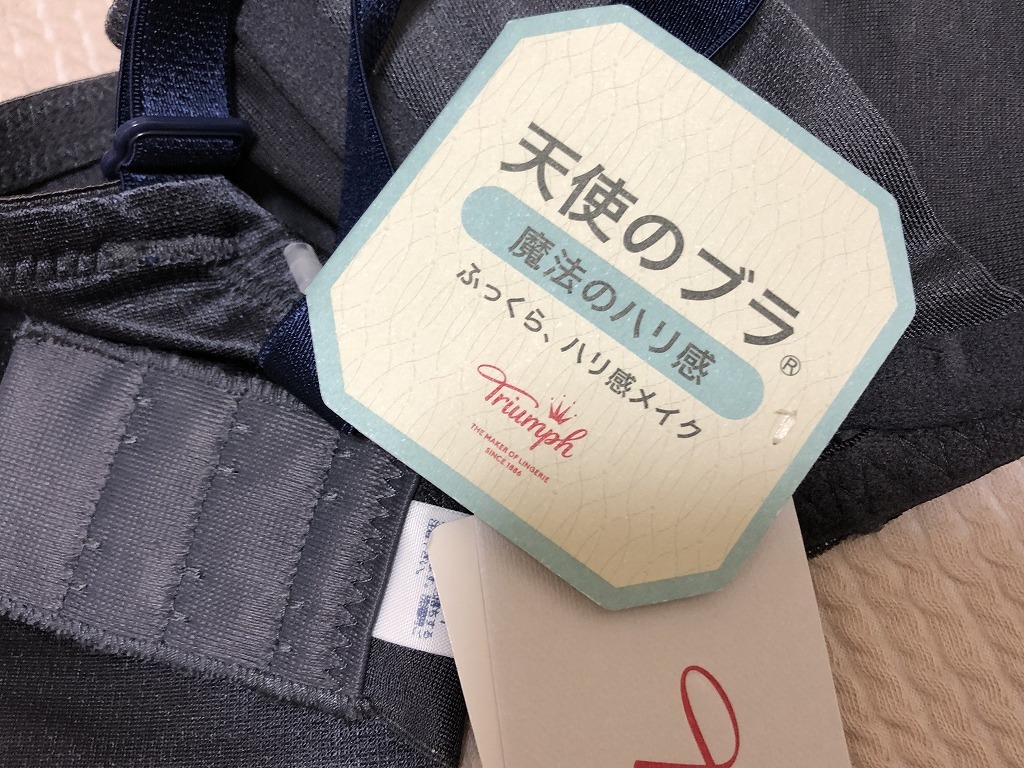 天使のブラ®
魔法のハリ感
ふっくら、ハリ感メイク
Triumph
THE MAKER OF LINGERIE
SINCE 1886